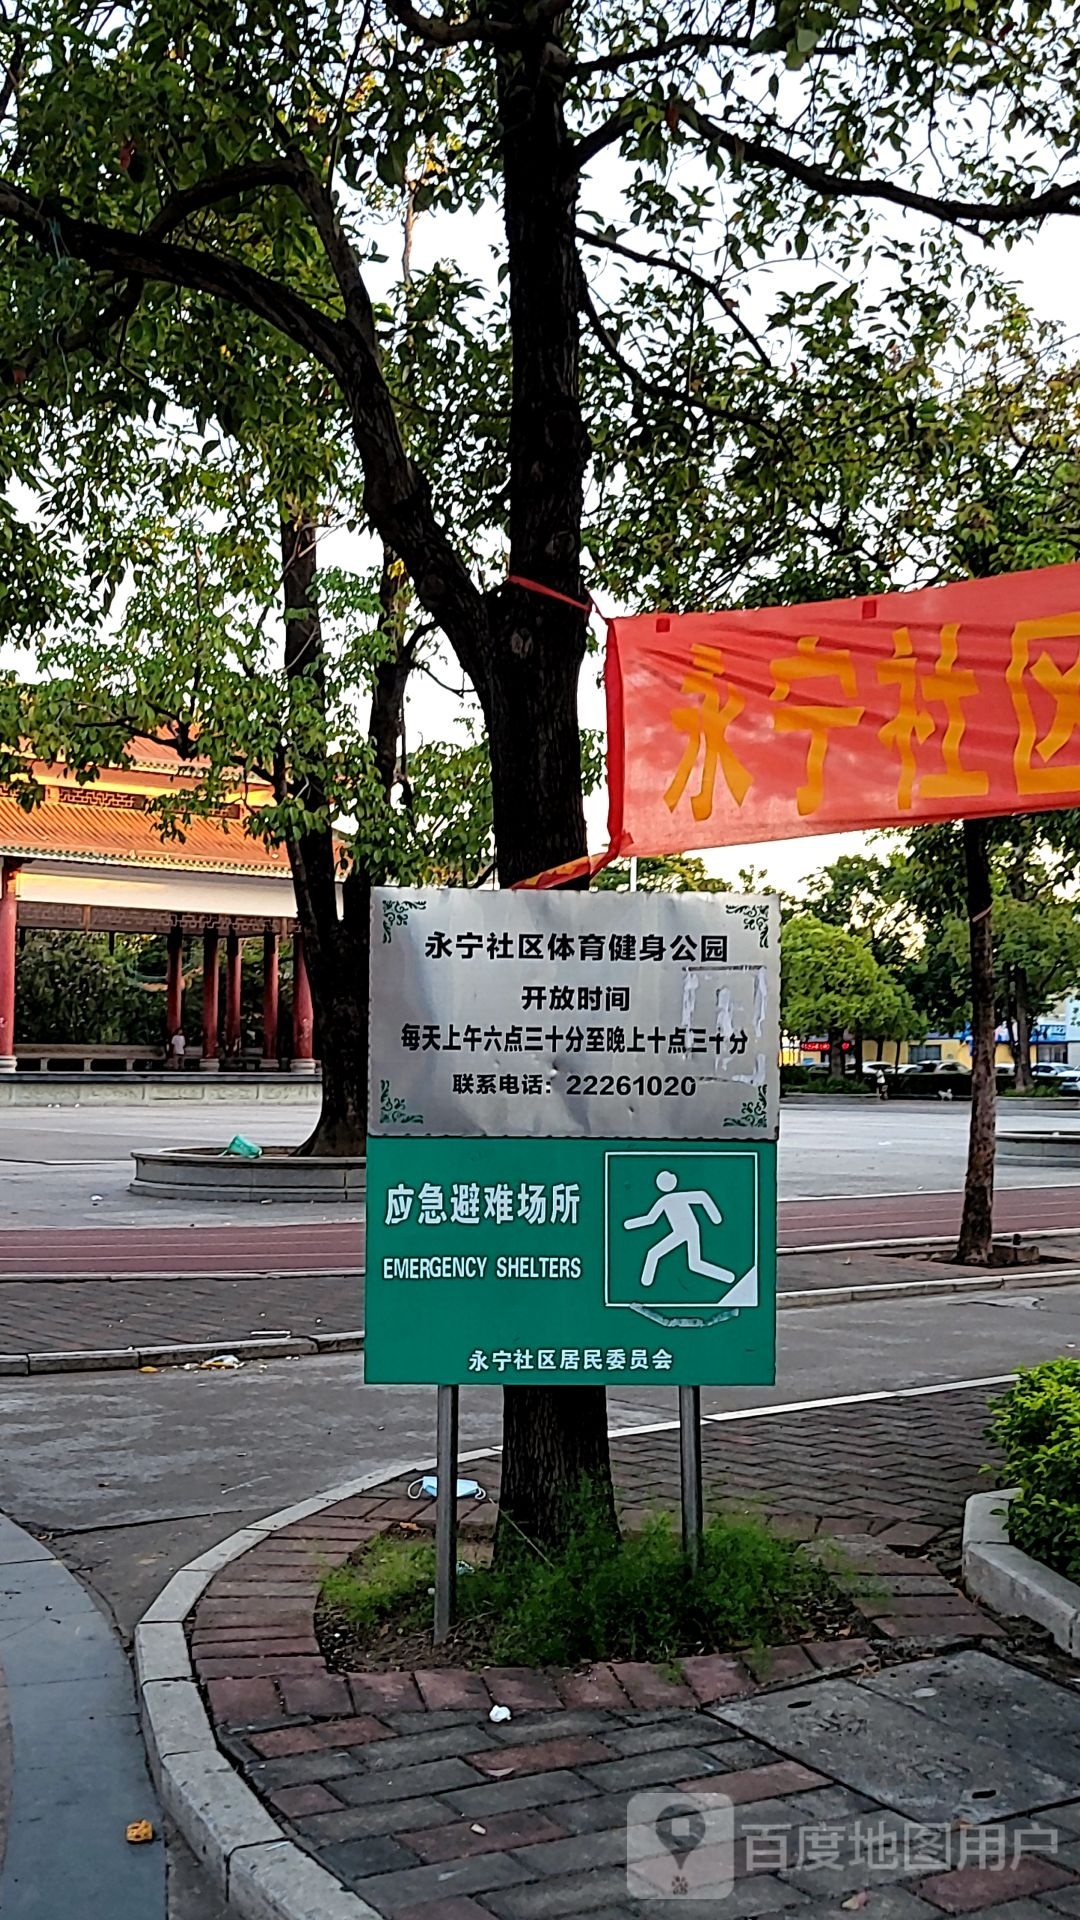 永宁社区
永宁社区体育健身公园
开放时间
每天上午六点三十分至晚上十点三十分
联系电话：22261020
应急避难场所
EMERGENCY SHELTERS
永宁社区居民委员会
百度地图用户